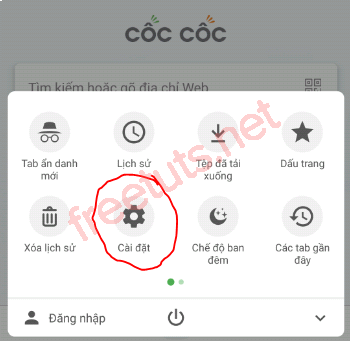 cốc cốc
Tìm kiếm hoặc gõ địa chỉ Web
Tab ẩn danh mới
Lịch sử
Tệp đã tải xuống
Dấu trang
Xóa lịch sử
Cài đặt
Chế độ ban đêm
Các tab gần đây
Đăng nhập
freetuts.net